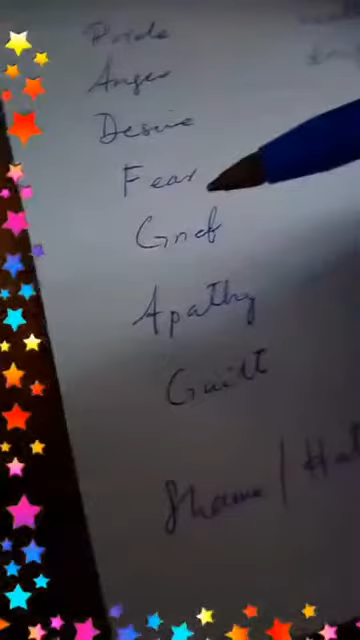 Pride
Anger
Desire
Fear
Grief
Apathy
Guilt
Shame /